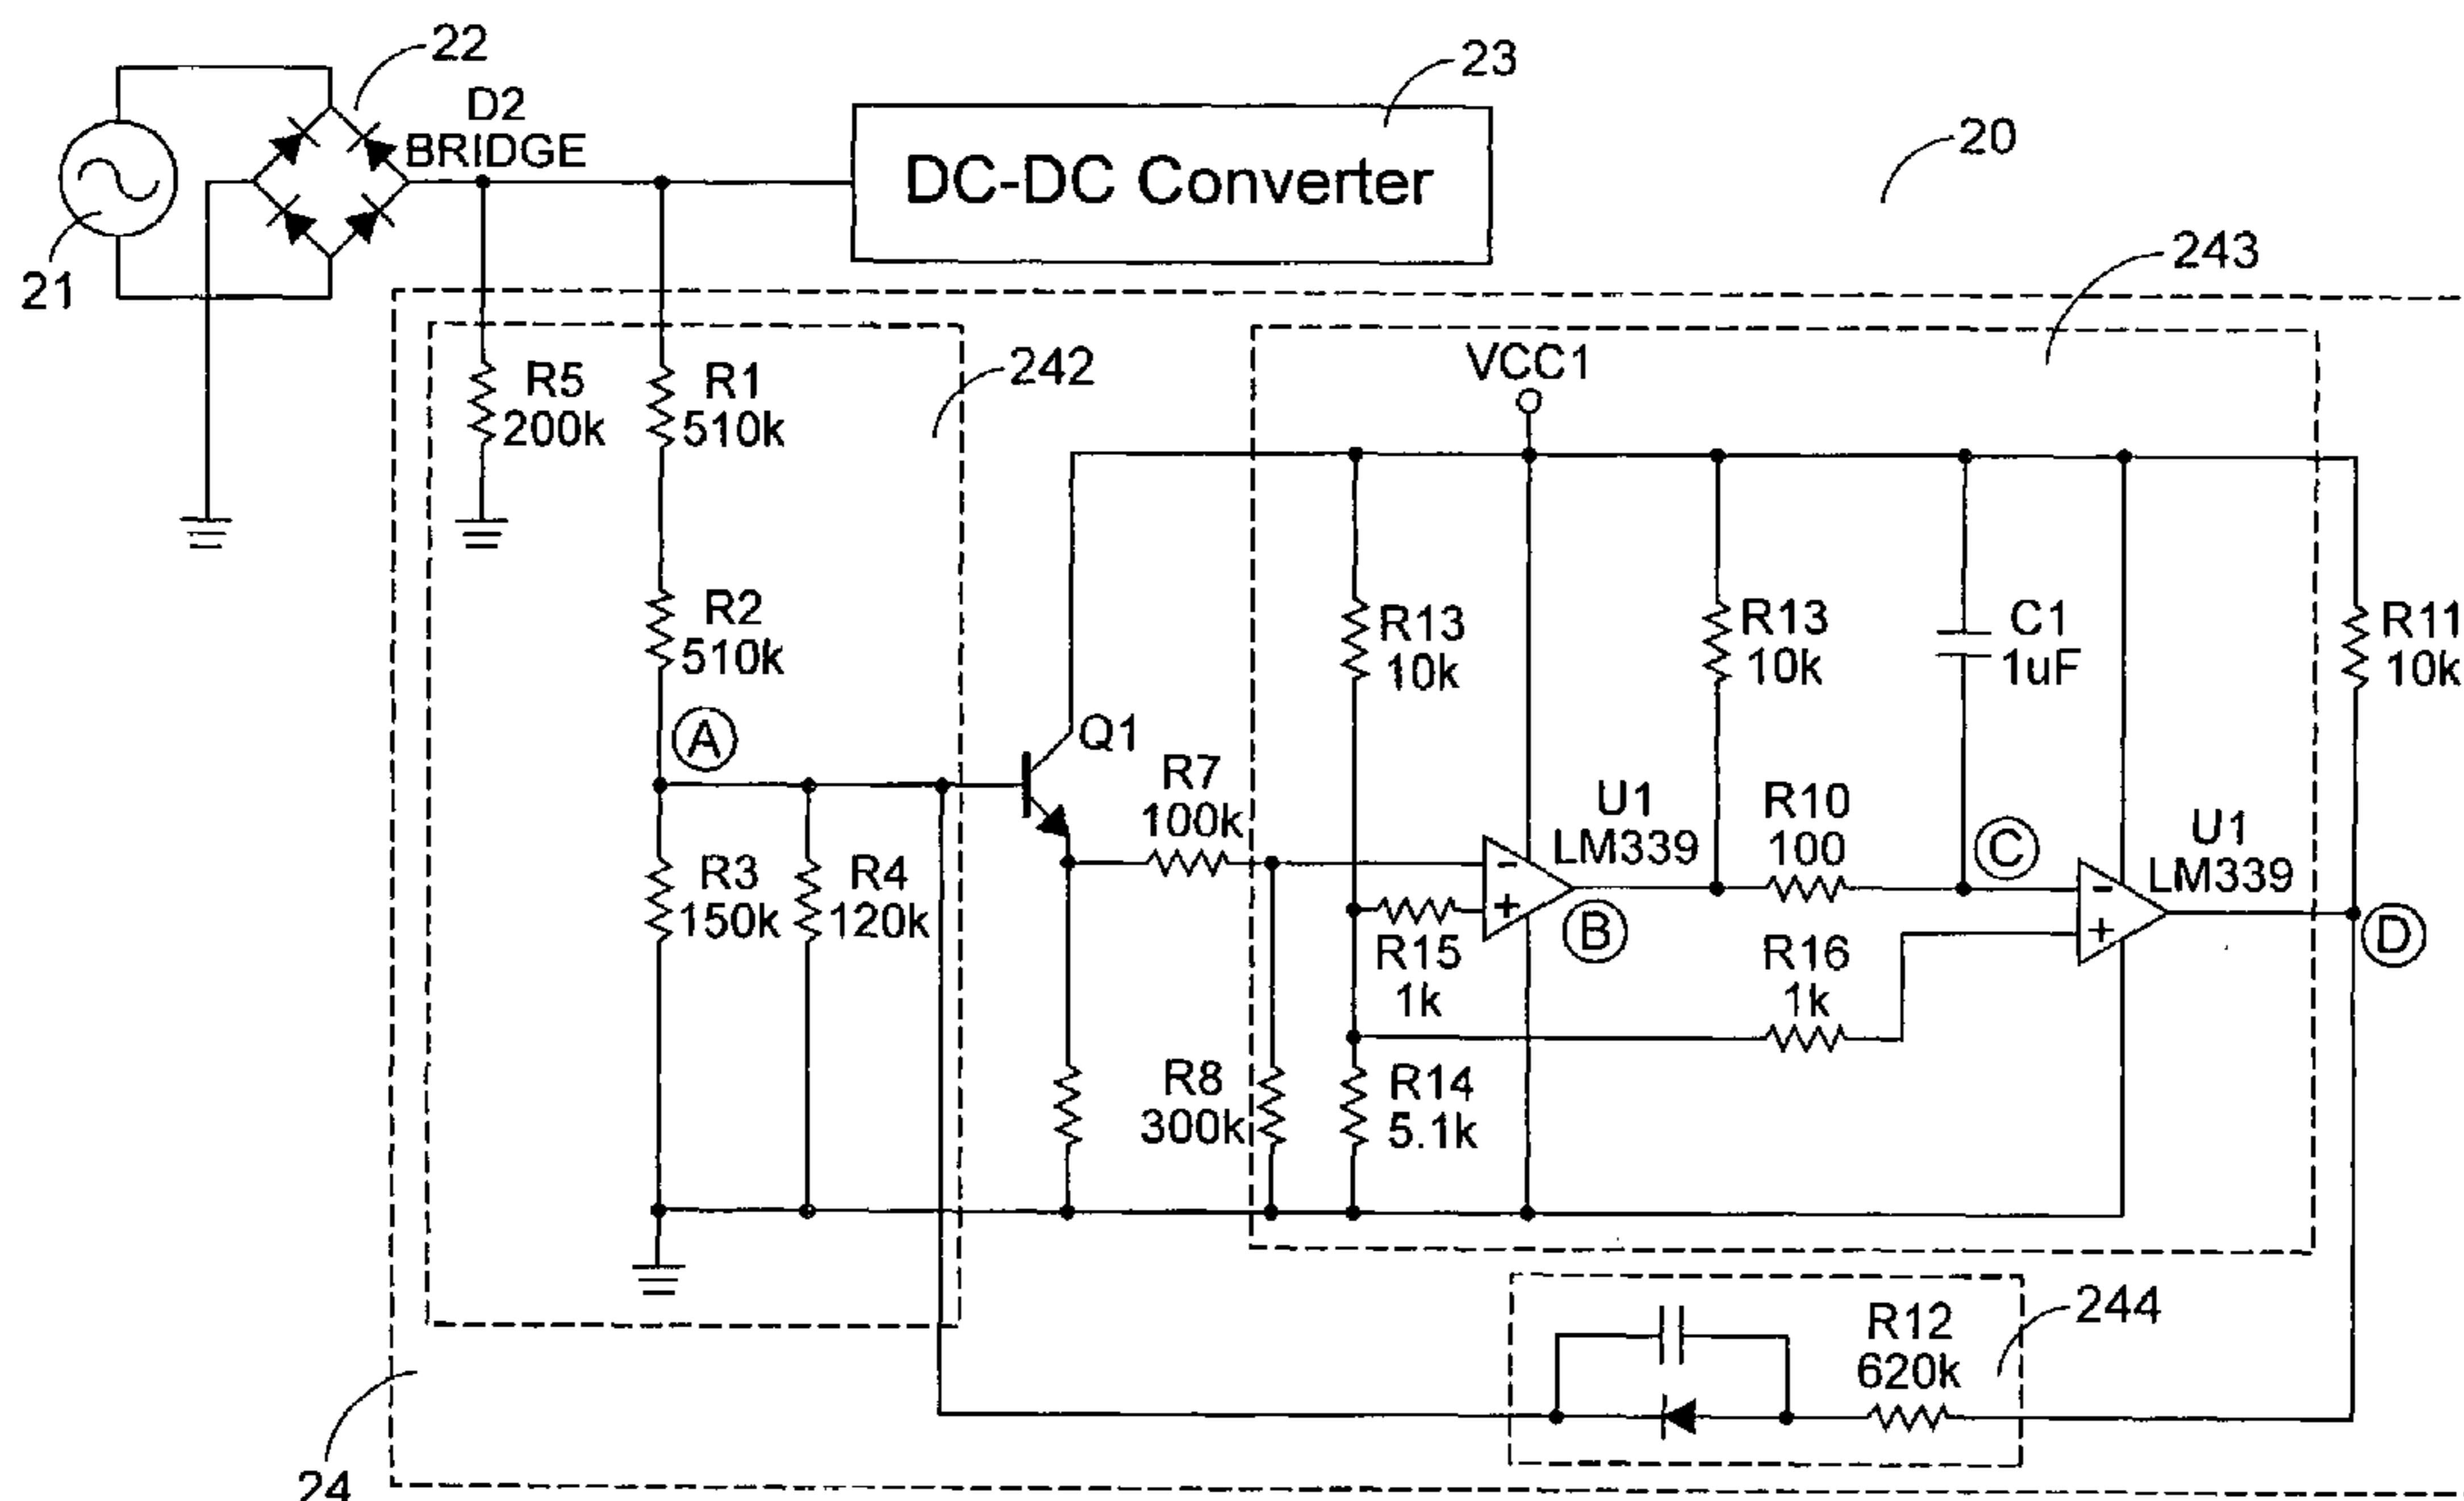 22
23
D2
BRIDGE
DC-DC Converter
20
21
243
242
VCC1
R5
200k
R1
510k
R2
510k
R13
10k
R13
10k
C1
1uF
R11
10k
A
Q1
R7
100k
U1
LM339
R10
100
C
U1
LM339
R3
150k
R4
120k
-
+
B
-
+
D
R15
1k
R16
1k
R8
300k
R14
5.1k
R12
620k
244
24